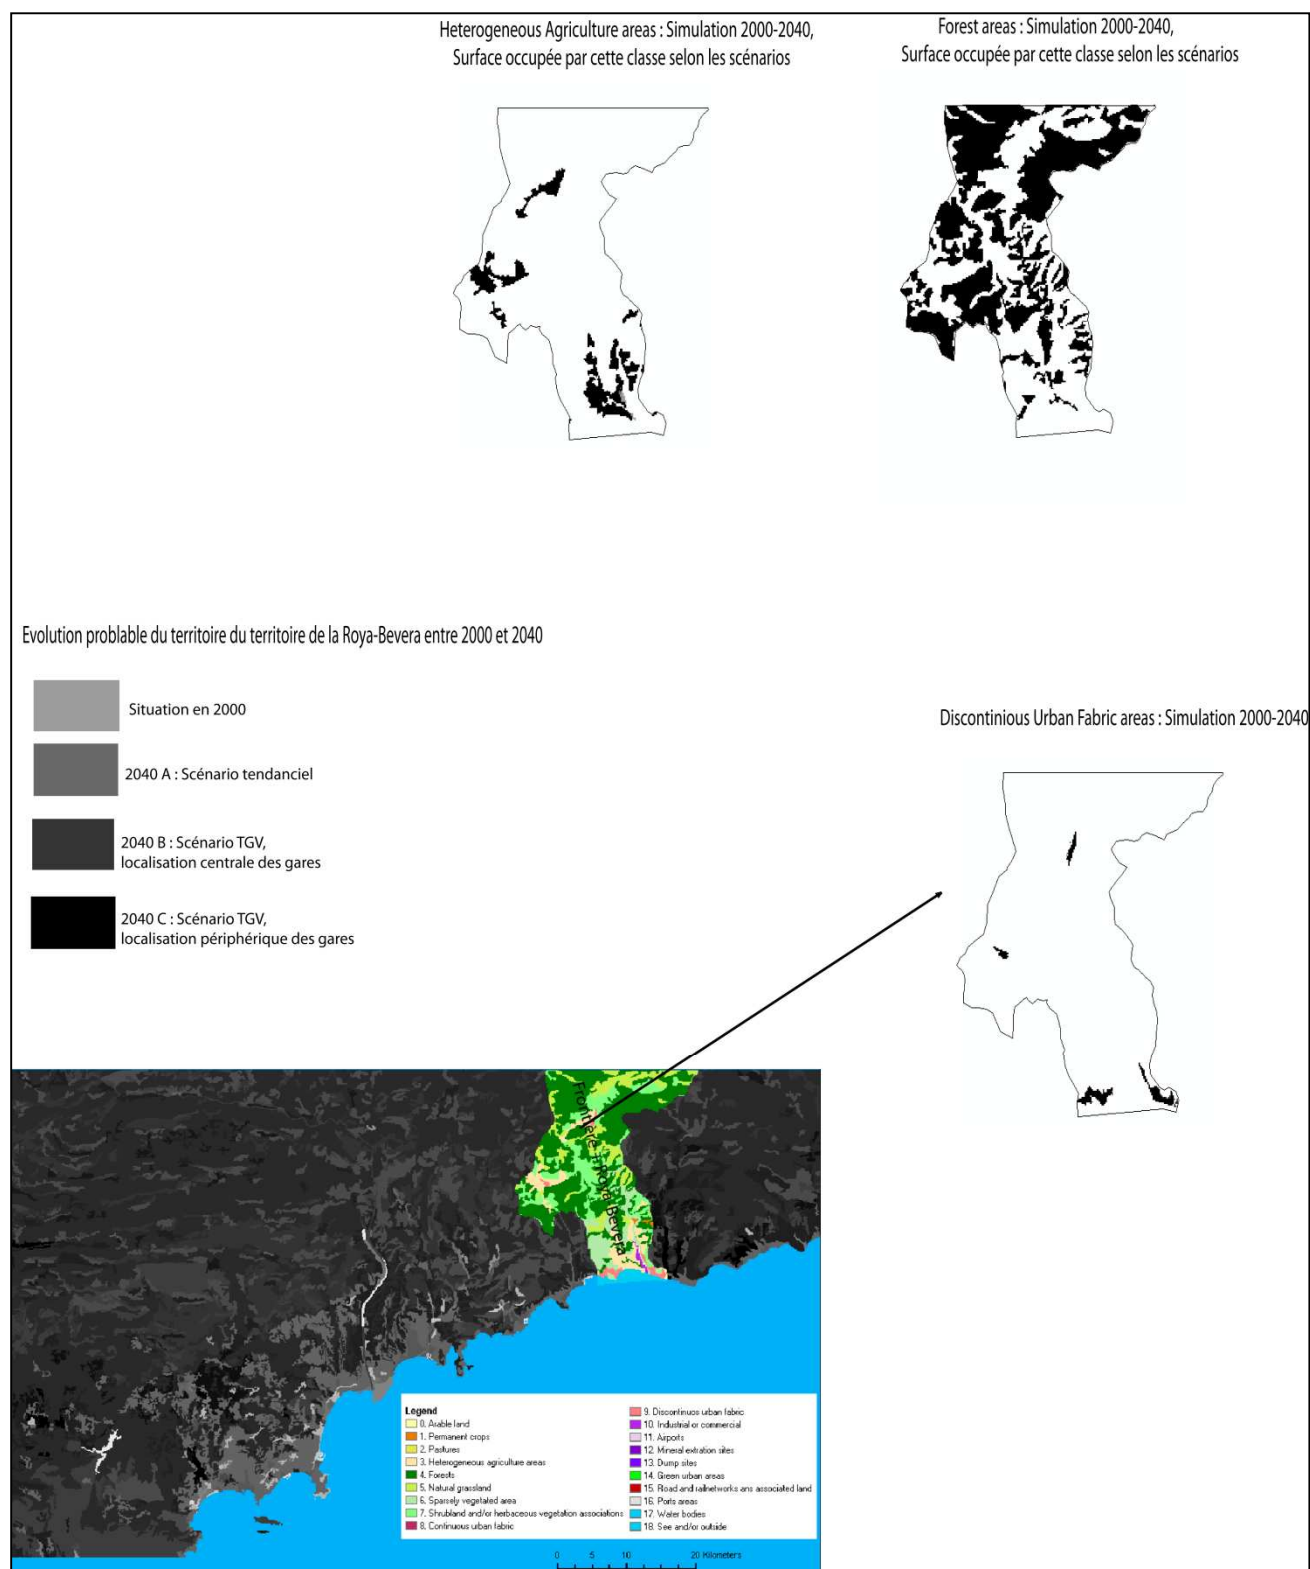 Heterogeneous Agriculture areas : Simulation 2000-2040,
Surface occupée par cette classe selon les scénarios
Forest areas : Simulation 2000-2040,
Surface occupée par cette classe selon les scénarios
Evolution problable du territoire du territoire de la Roya-Bevera entre 2000 et 2040
Situation en 2000
2040 A : Scénario tendanciel
2040 B : Scénario TGV,
localisation centrale des gares
2040 C : Scénario TGV,
localisation périphérique des gares
Discontinious Urban Fabric areas : Simulation 2000-2040
Legend
0. Arable land
1. Permanent crops
2. Pastures
3. Heterogeneous agriculture areas
4. Forests
5. Natural grassland
6. Sparsely vegetated area
7. Shrubland and/or herbaceous vegetation associations
8. Continuous urban fabric
9. Discontinuos urban fabric
10. Industrial or commercial
11. Airports
12. Mineral extration sites
13. Dump sites
14. Green urban areas
15. Road and railnetworks ans associated land
16. Ports areas
17. Water bodies
18. See and/or outside
0 5 10 20 Kilometers